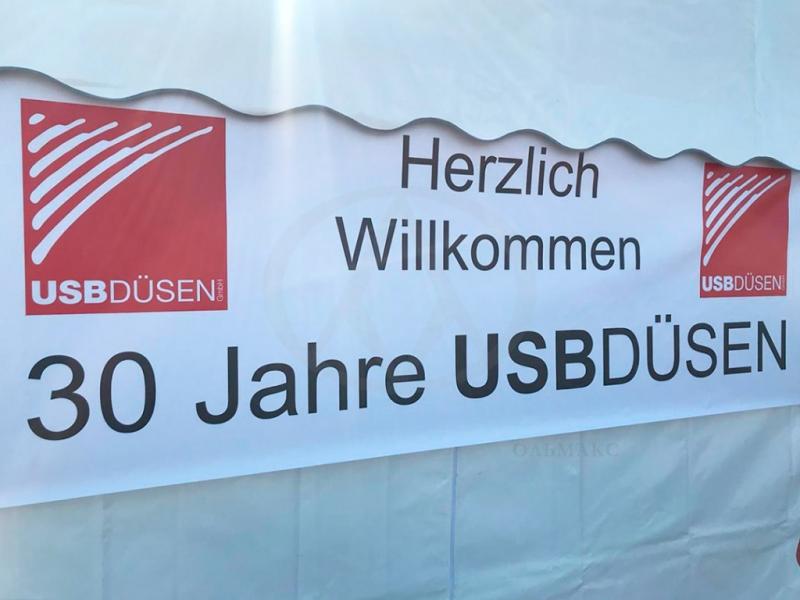 Herzlich
Willkommen
USBDÜSEN GmbH
USBDÜSEN
30 Jahre USBDÜSEN
ОЛЬМАКС